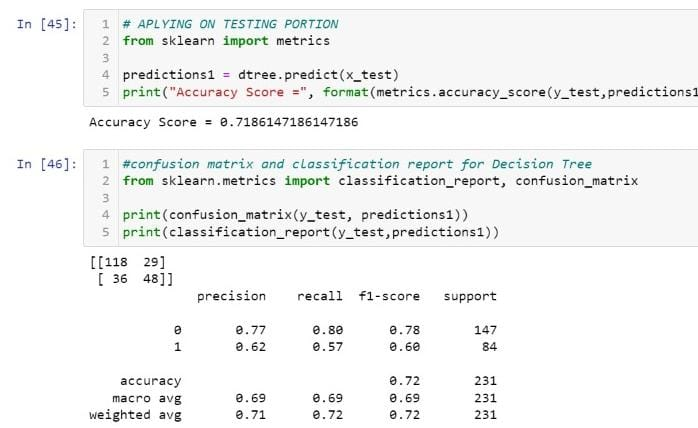 In [45]:
1 # APLYING ON TESTING PORTION
2 from sklearn import metrics
3
4 predictions1 = dtree.predict(x_test)
5 print("Accuracy Score =", format(metrics.accuracy_score(y_test,predictions1
Accuracy Score = 0.7186147186147186
In [46]:
1 #confusion matrix and classification report for Decision Tree
2 from sklearn.metrics import classification_report, confusion_matrix
3
4 print(confusion_matrix(y_test, predictions1))
5 print(classification_report(y_test,predictions1))
[[118 29]
[ 36 48]]
precision recall f1-score support
0 0.77 0.80 0.78 147
1 0.62 0.57 0.60 84
accuracy 0.72 231
macro avg 0.69 0.69 0.69 231
weighted avg 0.71 0.72 0.72 231